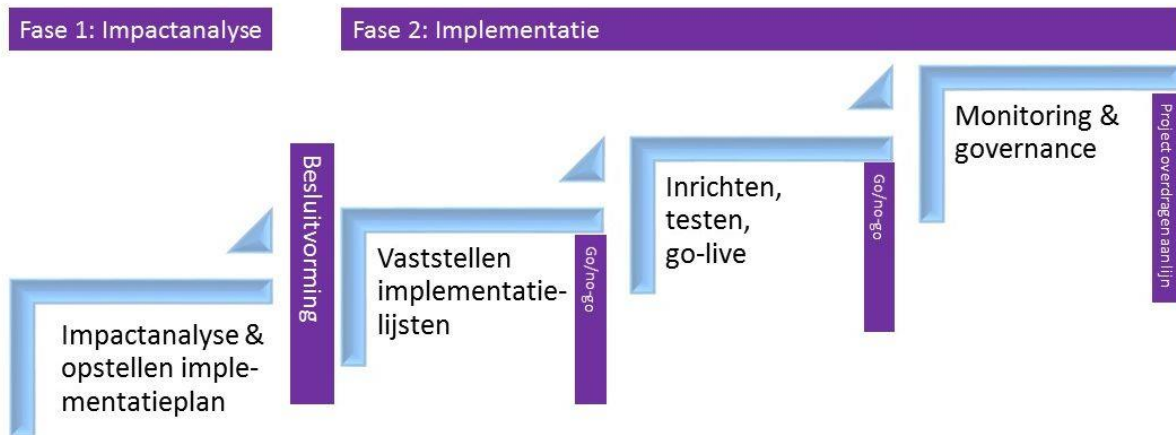 Fase 1: Impactanalyse
Fase 2: Implementatie
Impactanalyse &
opstellen imple-
mentatieplan
Besluitvorming
Vaststellen
implementatie-
lijsten
Go/no-go
Inrichten,
testen,
go-live
Go/no-go
Monitoring &
governance
Project overdragen aan lijn